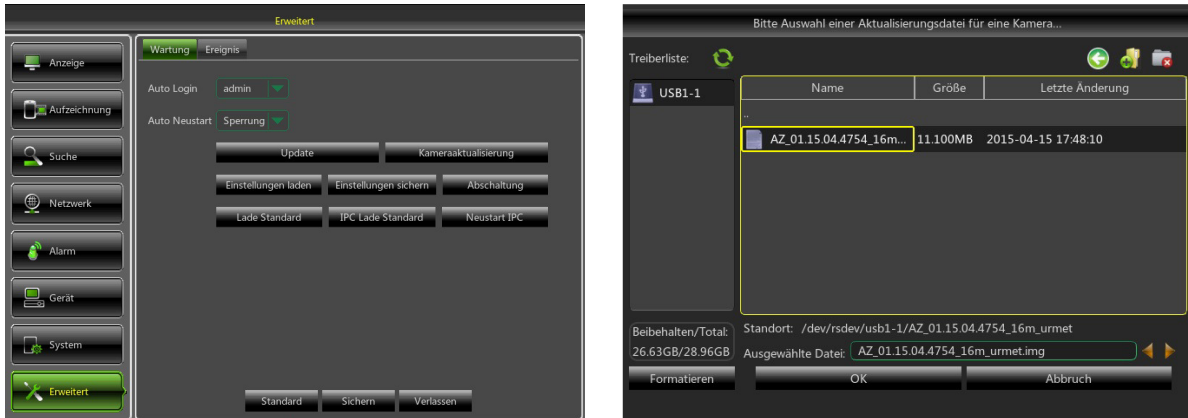 Erweitert
Anzeige
Aufzeichnung
Suche
Netzwerk
Alarm
Gerät
System
Erweitert
Wartung Ereignis
Auto Login admin
Auto Neustart Sperrung
Update Kameraaktualisierung
Einstellungen laden Einstellungen sichern Abschaltung
Lade Standard IPC Lade Standard Neustart IPC
Standard Sichern Verlassen
Bitte Auswahl einer Aktualisierungsdatei für eine Kamera...
Treiberliste:
USB1-1
Name Größe Letzte Änderung
..
AZ_01.15.04.4754_16m... 11.100MB 2015-04-15 17:48:10
Beibehalten/Total:
26.63GB/28.96GB
Standort: /dev/rsdev/usb1-1/AZ_01.15.04.4754_16m_urmet
Ausgewählte Datei: AZ_01.15.04.4754_16m_urmet.img
Formatieren OK Abbruch